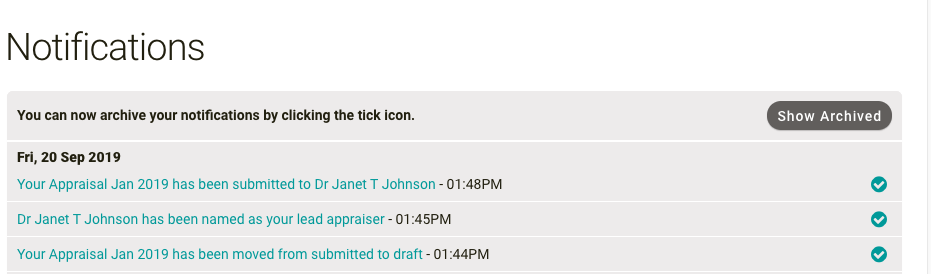 Notifications
You can now archive your notifications by clicking the tick icon.
Show Archived
Fri, 20 Sep 2019
Your Appraisal Jan 2019 has been submitted to Dr Janet T Johnson - 01:48PM
Dr Janet T Johnson has been named as your lead appraiser - 01:45PM
Your Appraisal Jan 2019 has been moved from submitted to draft - 01:44PM